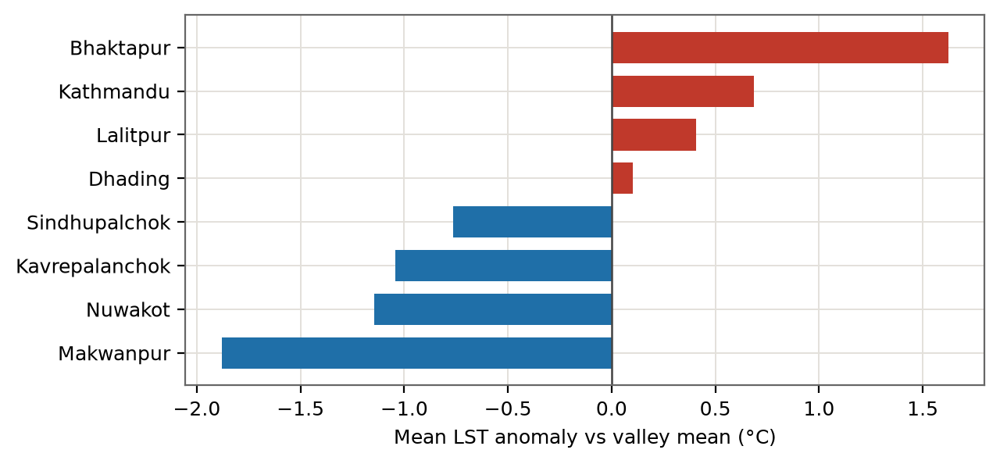 Bhaktapur
Kathmandu
Lalitpur
Dhading
Sindhupalchok
Kavrepalanchok
Nuwakot
Makwanpur
−2.0 −1.5 −1.0 −0.5 0.0 0.5 1.0 1.5
Mean LST anomaly vs valley mean (°C)